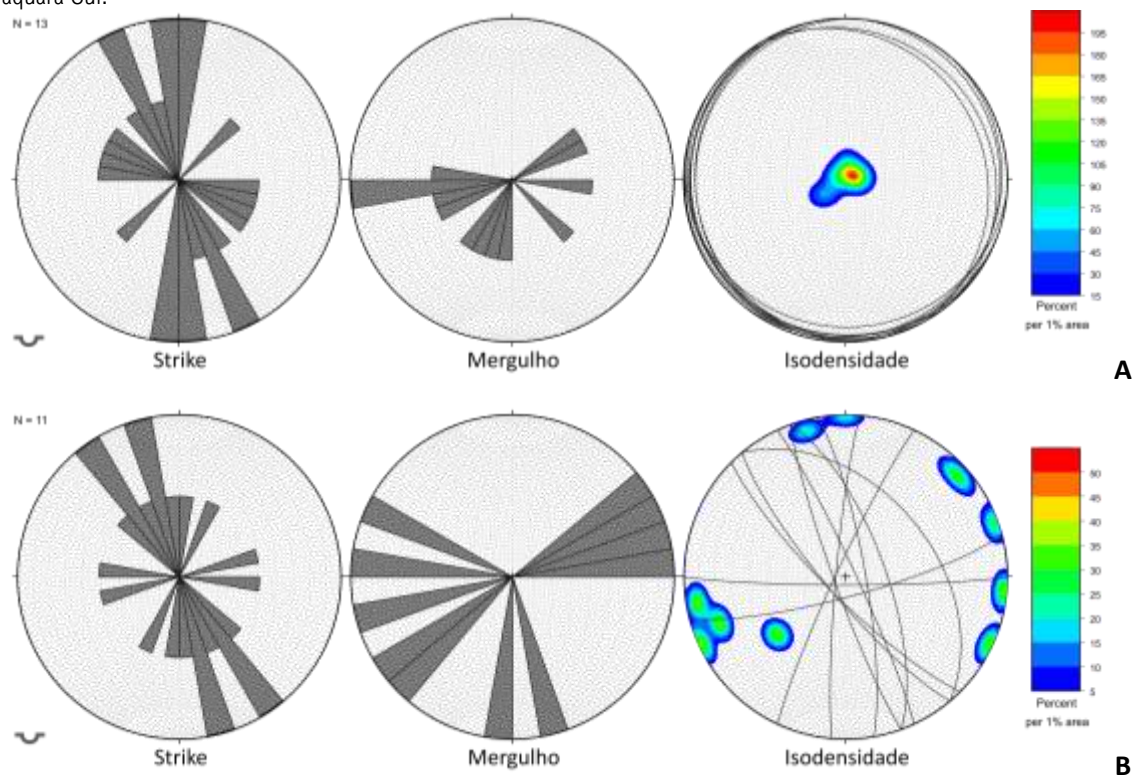 N = 13
195
180
165
150
135
120
105
90
75
60
45
30
15
Percent
per 1% area
Strike
Mergulho
Isodensidade
A
N = 11
50
45
40
35
30
25
20
15
10
5
Percent
per 1% area
Strike
Mergulho
Isodensidade
B